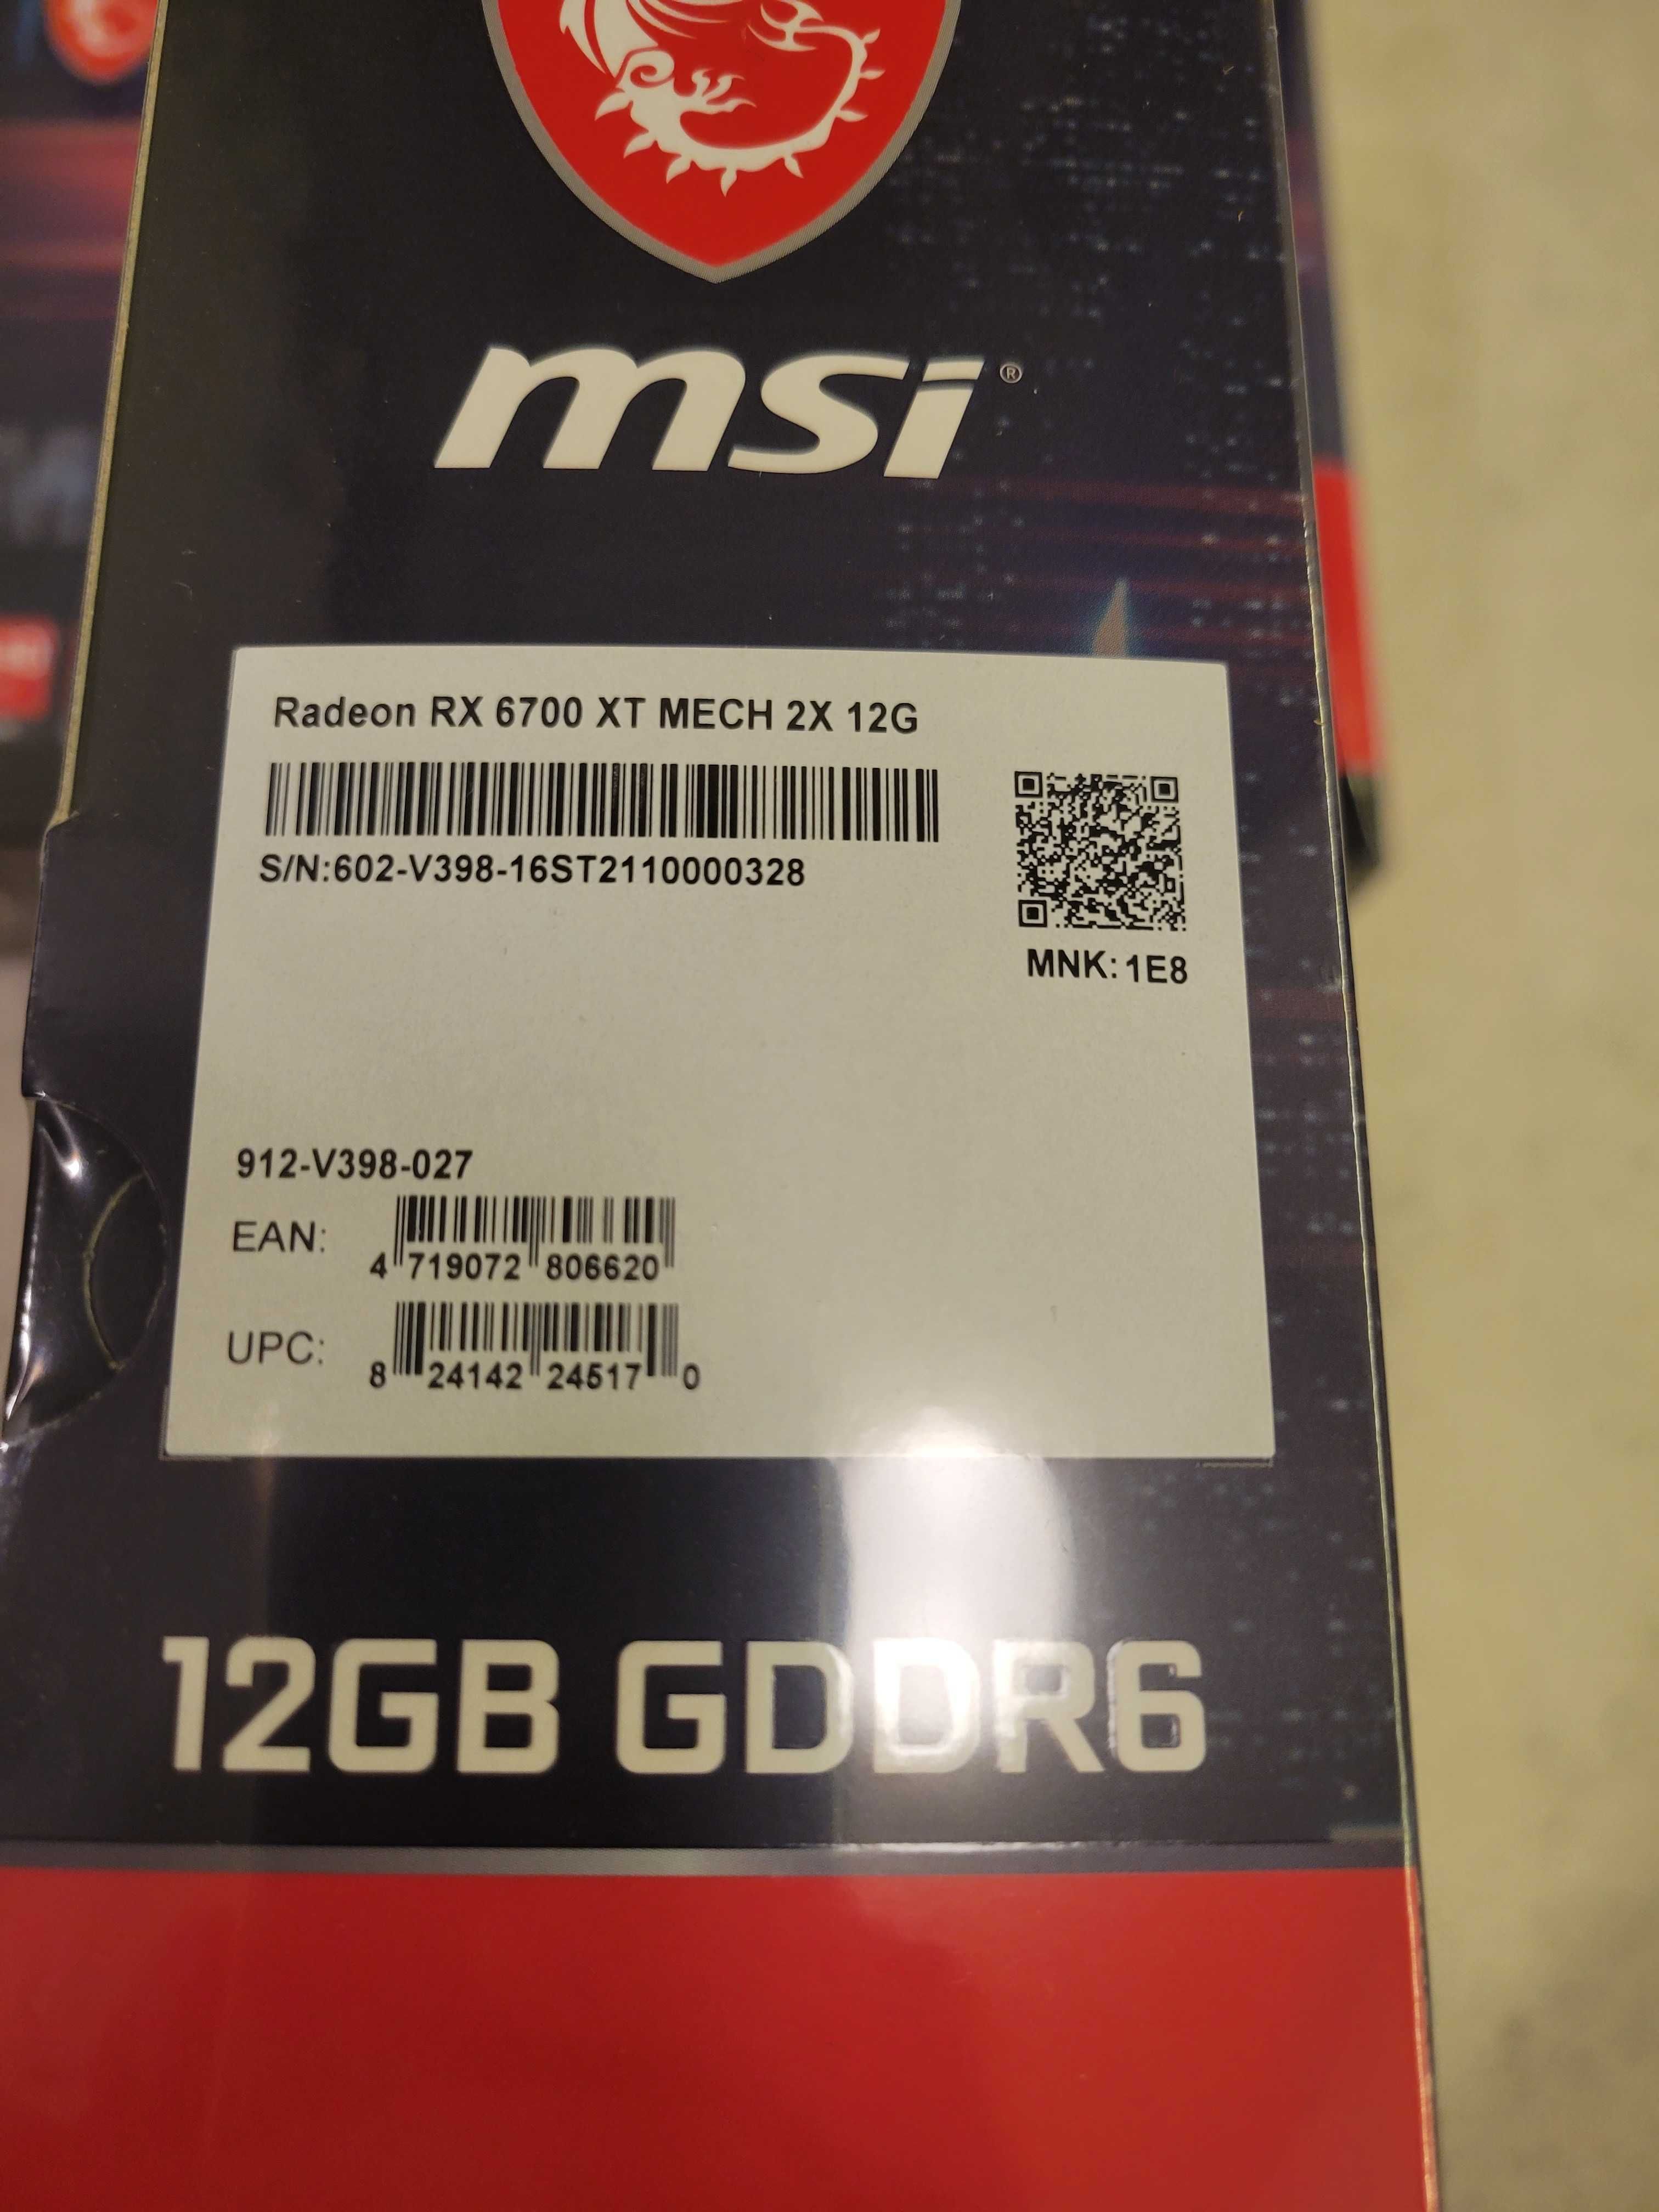 msi®
Radeon RX 6700 XT MECH 2X 12G
S/N:602-V398-16ST2110000328
MNK: 1E8
912-V398-027
EAN:
4 719072 806620
UPC:
8 24142 24517 0
12GB GDDR6